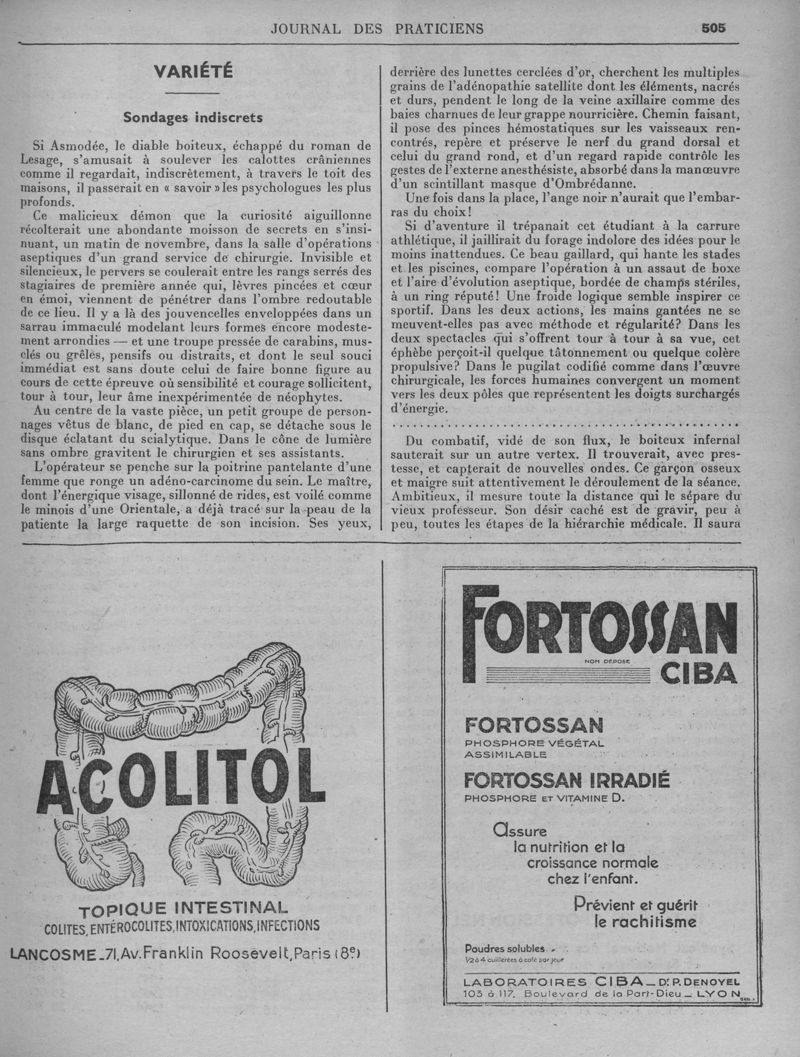 JOURNAL DES PRATICIENS 505
VARIÉTÉ
Sondages indiscrets
Si Asmodée, le diable boiteux, échappé du roman de
Lesage, s'amusait à soulever les calottes crâniennes
comme il regardait, indiscrètement, à travers le toit des
maisons, il passerait en « savoir » les psychologues les plus
profonds.
Ce malicieux démon que la curiosité aiguillonne
récolterait une abondante moisson de secrets en s'insi-
nuant, un matin de novembre, dans la salle d'opérations
aseptiques d'un grand service de chirurgie. Invisible et
silencieux, le pervers se coulerait entre les rangs serrés des
stagiaires de première année qui, lèvres pincées et cœur
en émoi, viennent de pénétrer dans l'ombre redoutable
de ce lieu. Il y a là des jouvencelles enveloppées dans un
sarrau immaculé modelant leurs formes encore modeste-
ment arrondies — et une troupe pressée de carabins, mus-
clés ou grêles, pensifs ou distraits, et dont le seul souci
immédiat est sans doute celui de faire bonne figure au
cours de cette épreuve où sensibilité et courage sollicitent,
tour à tour, leur âme inexpérimentée de néophytes.
Au centre de la vaste pièce, un petit groupe de person-
nages vêtus de blanc, de pied en cap, se détache sous le
disque éclatant du scialytique. Dans le cône de lumière
sans ombre gravitent le chirurgien et ses assistants.
L'opérateur se penche sur la poitrine pantelante d'une
femme que ronge un adéno-carcinome du sein. Le maître,
dont l'énergique visage, sillonné de rides, est voilé comme
le minois d'une Orientale, a déjà tracé sur la peau de la
patiente la large raquette de son incision. Ses yeux,
derrière des lunettes cerclées d'or, cherchent les multiples
grains de l'adénopathie satellite dont les éléments, nacrés
et durs, pendent le long de la veine axillaire comme des
baies charnues de leur grappe nourricière. Chemin faisant,
il pose des pinces hémostatiques sur les vaisseaux ren-
contrés, repère et préserve le nerf du grand dorsal et
celui du grand rond, et d'un regard rapide contrôle les
gestes de l'externe anesthésiste, absorbé dans la manœuvre
d'un scintillant masque d'Ombrédanne.
Une fois dans la place, l'ange noir n'aurait que l'embar-
ras du choix !
Si d'aventure il trépanait cet étudiant à la carrure
athlétique, il jaillirait du forage indolore des idées pour le
moins inattendues. Ce beau gaillard, qui hante les stades
et les piscines, compare l'opération à un assaut de boxe
et l'aire d'évolution aseptique, bordée de champs stériles,
à un ring réputé ! Une froide logique semble inspirer ce
sportif. Dans les deux actions, les mains gantées ne se
meuvent-elles pas avec méthode et régularité? Dans les
deux spectacles qui s'offrent tour à tour à sa vue, cet
éphèbe perçoit-il quelque tâtonnement ou quelque colère
propulsive? Dans le pugilat codifié comme dans l'œuvre
chirurgicale, les forces humaines convergent un moment
vers les deux pôles que représentent les doigts surchargés
d'énergie.
Du combatif, vidé de son flux, le boiteux infernal
sauterait sur un autre vertex. Il trouverait, avec pres-
tesse, et capterait de nouvelles ondes. Ce garçon osseux
et maigre suit attentivement le déroulement de la séance.
Ambitieux, il mesure toute la distance qui le sépare du
vieux professeur. Son désir caché est de gravir, peu à
peu, toutes les étapes de la hiérarchie médicale. Il saura
ACOLITOL
TOPIQUE INTESTINAL
COLITES, ENTÉROCOLITES, INTOXICATIONS, INFECTIONS
LANCOSME_71, Av. Franklin Roosevelt, Paris (8e)
FORTOSSAN
NOM DÉPOSÉ
CIBA
FORTOSSAN
PHOSPHORE VÉGÉTAL
ASSIMILABLE
FORTOSSAN IRRADIÉ
PHOSPHORE ET VITAMINE D.
Assure
la nutrition et la
croissance normale
chez l'enfant.
Prévient et guérit
le rachitisme
Poudres solubles
1/2 à 4 cuillerées à café par jour
LABORATOIRES CIBA _ Dr. P. DENOYEL
103 à 117, Boulevard de la Part-Dieu _ LYON